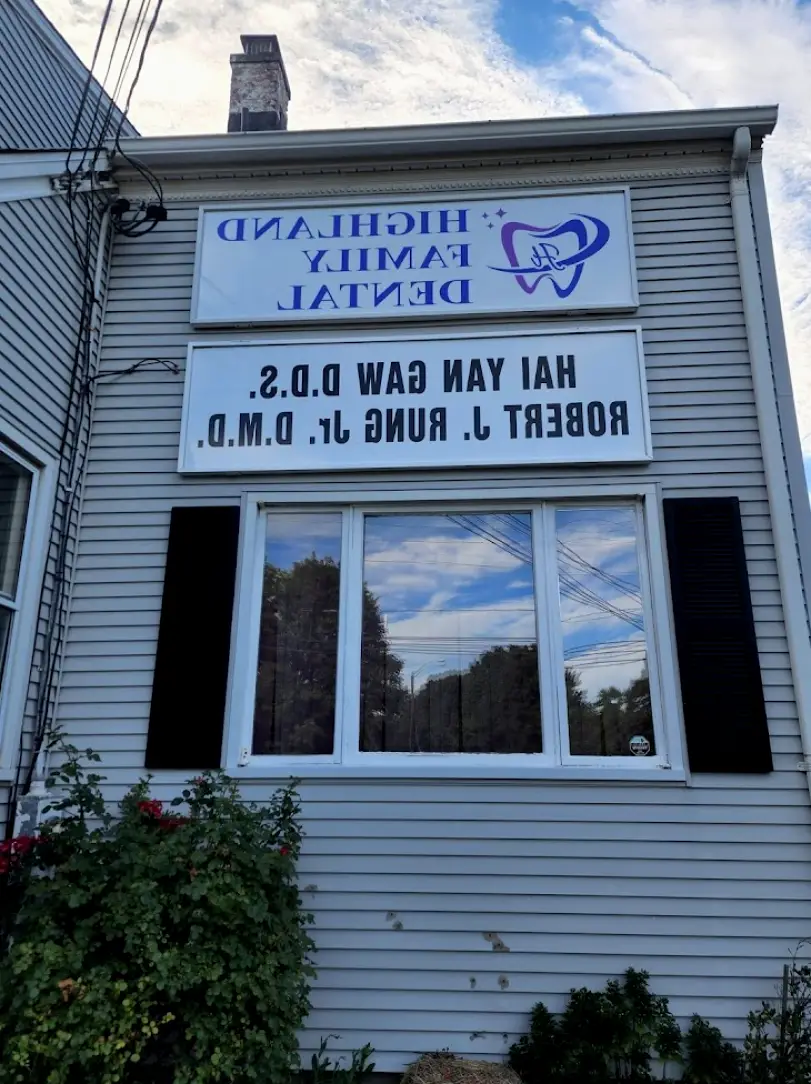 HIGHLAND
FAMILY
DENTAL
HAI YAN GAW D.D.S.
ROBERT J. RUNG Jr. D.M.D.